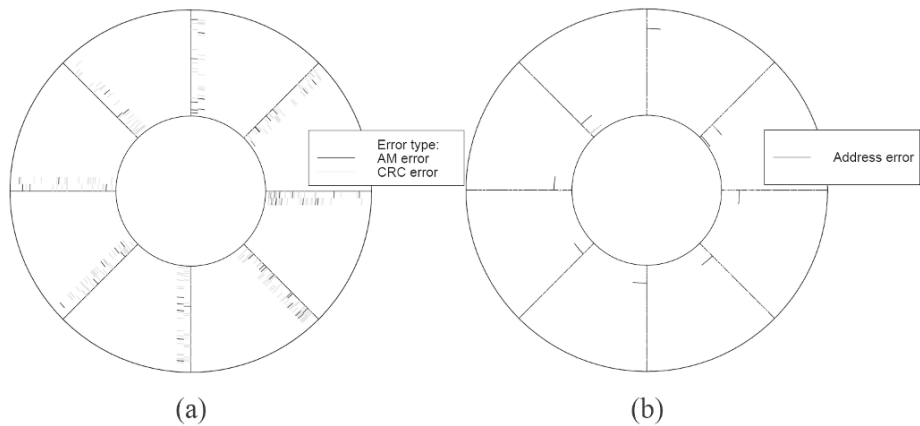 Error type:
AM error
CRC error
Address error
(a)
(b)